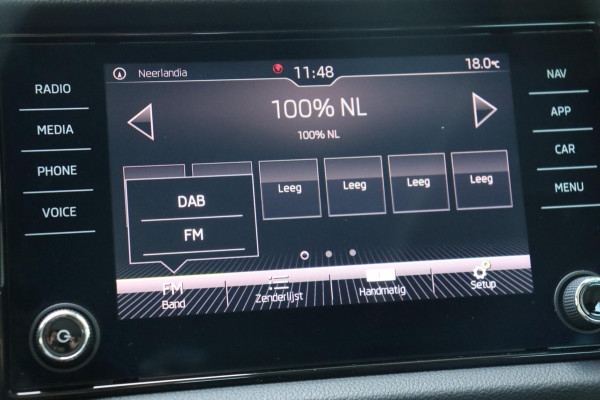 RADIO
MEDIA
PHONE
VOICE
Neerlandia
11:48
18.0°C
100% NL
100% NL
Leeg
Leeg
Leeg
Leeg
DAB
FM
FM
Band
Zenderlijst
Handmatig
Setup
NAV
APP
CAR
MENU